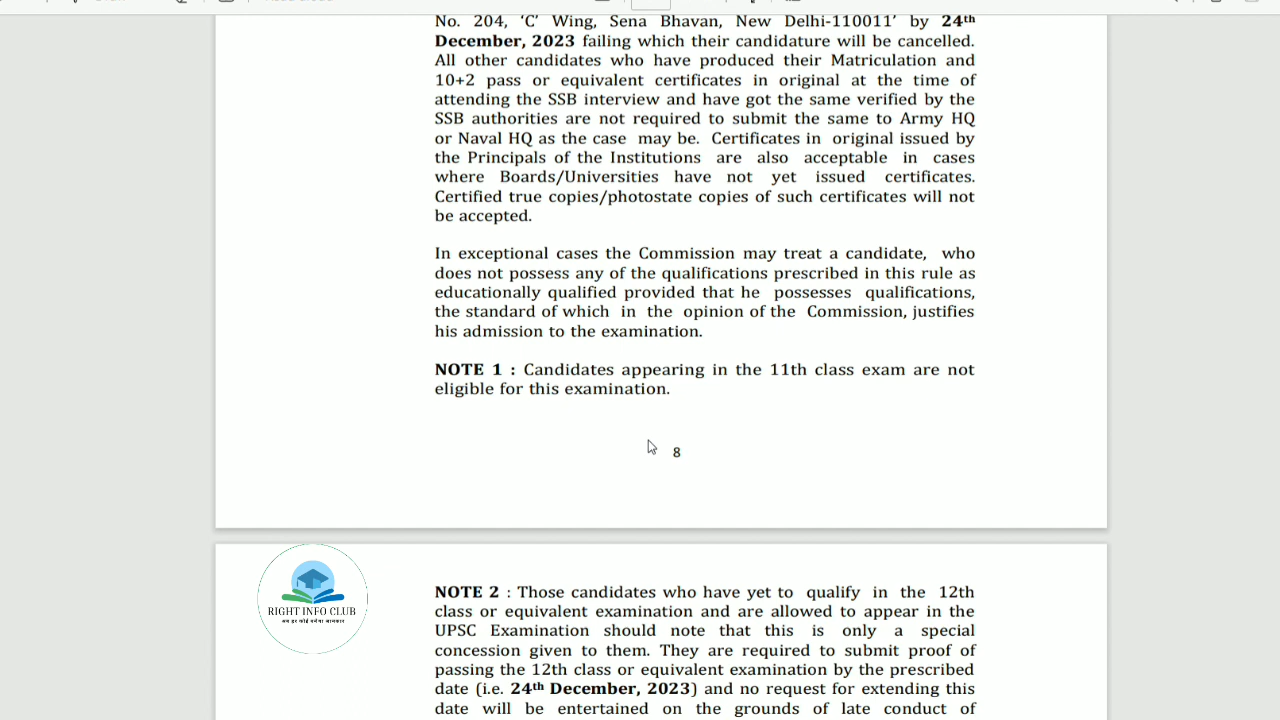 No. 204, ‘C’ Wing, Sena Bhavan, New Delhi-110011’ by 24th
December, 2023 failing which their candidature will be cancelled.
All other candidates who have produced their Matriculation and
10+2 pass or equivalent certificates in original at the time of
attending the SSB interview and have got the same verified by the
SSB authorities are not required to submit the same to Army HQ
or Naval HQ as the case may be. Certificates in original issued by
the Principals of the Institutions are also acceptable in cases
where Boards/Universities have not yet issued certificates.
Certified true copies/photostate copies of such certificates will not
be accepted.
In exceptional cases the Commission may treat a candidate, who
does not possess any of the qualifications prescribed in this rule as
educationally qualified provided that he possesses qualifications,
the standard of which in the opinion of the Commission, justifies
his admission to the examination.
NOTE 1 : Candidates appearing in the 11th class exam are not
eligible for this examination.
8
RIGHT INFO CLUB
NOTE 2 : Those candidates who have yet to qualify in the 12th
class or equivalent examination and are allowed to appear in the
UPSC Examination should note that this is only a special
concession given to them. They are required to submit proof of
passing the 12th class or equivalent examination by the prescribed
date (i.e. 24th December, 2023) and no request for extending this
date will be entertained on the grounds of late conduct of